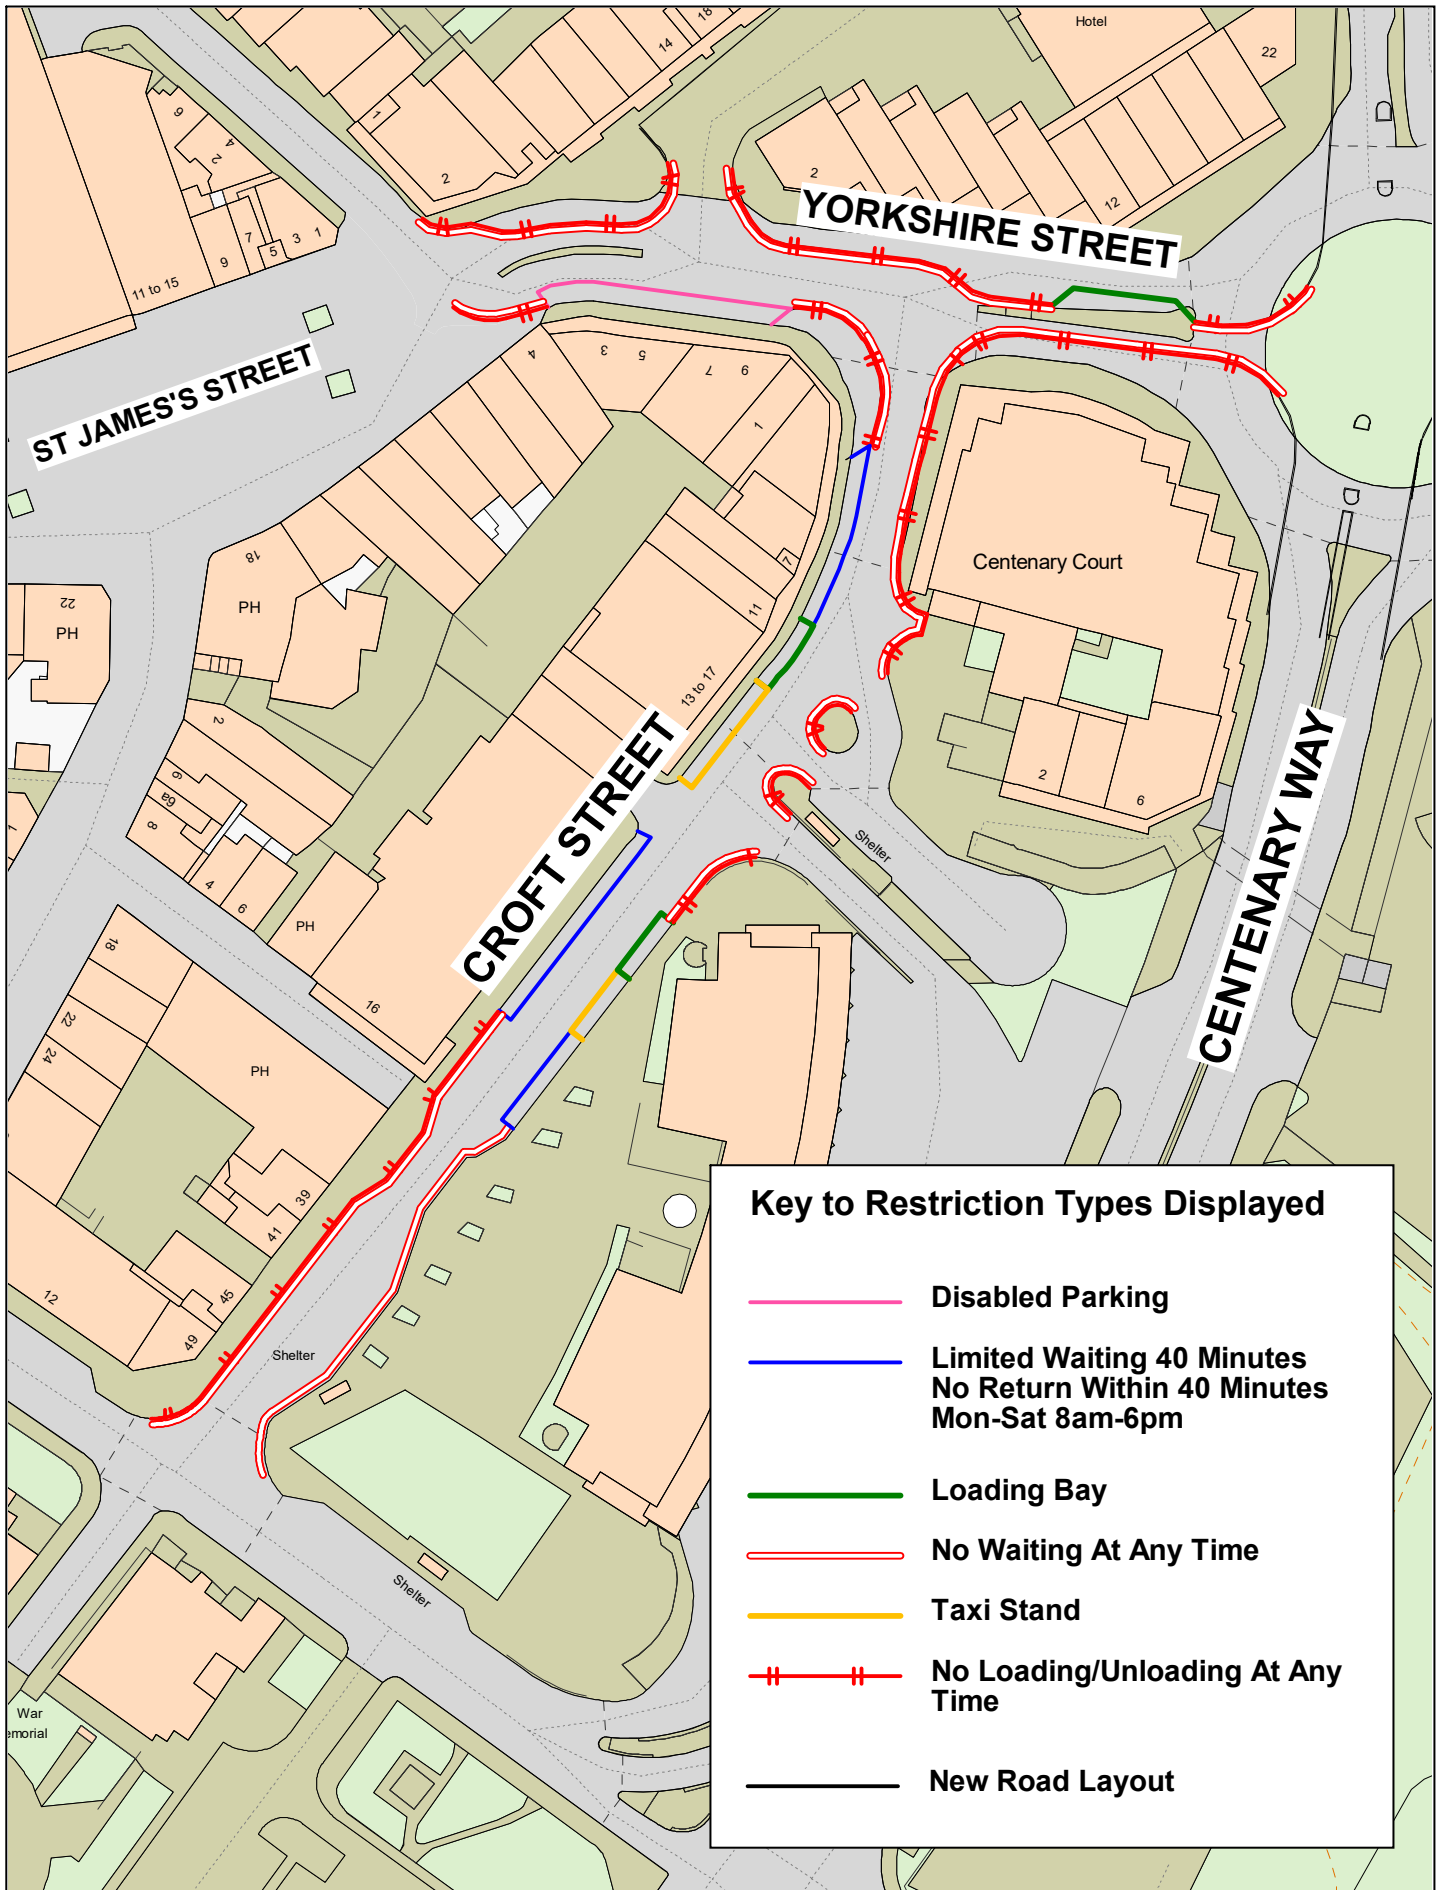 Hotel
18
14
22
1
6
4
2
2
2
12
7
5
3
1
9
11 to 15
YORKSHIRE STREET
ST JAMES'S STREET
4
3
5
7
9
1
7
11
13 to 17
18
PH
22
PH
Centenary Court
2
6
CROFT STREET
CENTENARY WAY
Shelter
2
6
6a
8
4
6
PH
16
18
22
24
PH
39
41
45
49
12
1
Shelter
Shelter
War
emorial
Key to Restriction Types Displayed
Disabled Parking
Limited Waiting 40 Minutes
No Return Within 40 Minutes
Mon-Sat 8am-6pm
Loading Bay
No Waiting At Any Time
Taxi Stand
No Loading/Unloading At Any
Time
New Road Layout